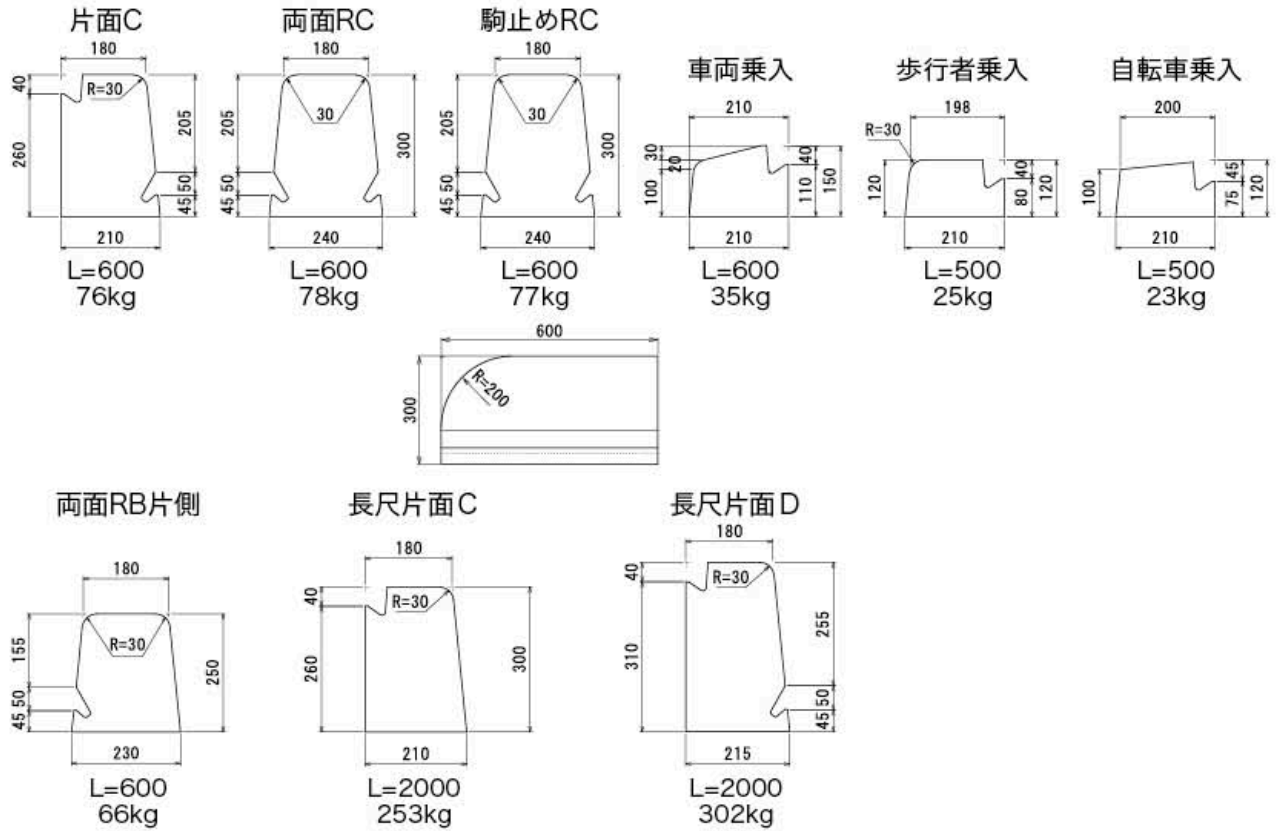 片面C
180
40
R=30
260
205
50
45
210
L=600
76kg
両面RC
180
30
205
50
45
300
240
L=600
78kg
駒止めRC
180
30
205
50
45
300
240
L=600
77kg
車両乗入
210
30
20
100
40
110
150
210
L=600
35kg
歩行者乗入
198
R=30
120
40
80
120
210
L=500
25kg
自転車乗入
200
100
45
75
120
210
L=500
23kg
600
300
R=200
両面RB片側
180
R=30
155
50
45
250
230
L=600
66kg
長尺片面C
180
40
R=30
260
300
210
L=2000
253kg
長尺片面D
180
40
R=30
310
255
50
45
215
L=2000
302kg